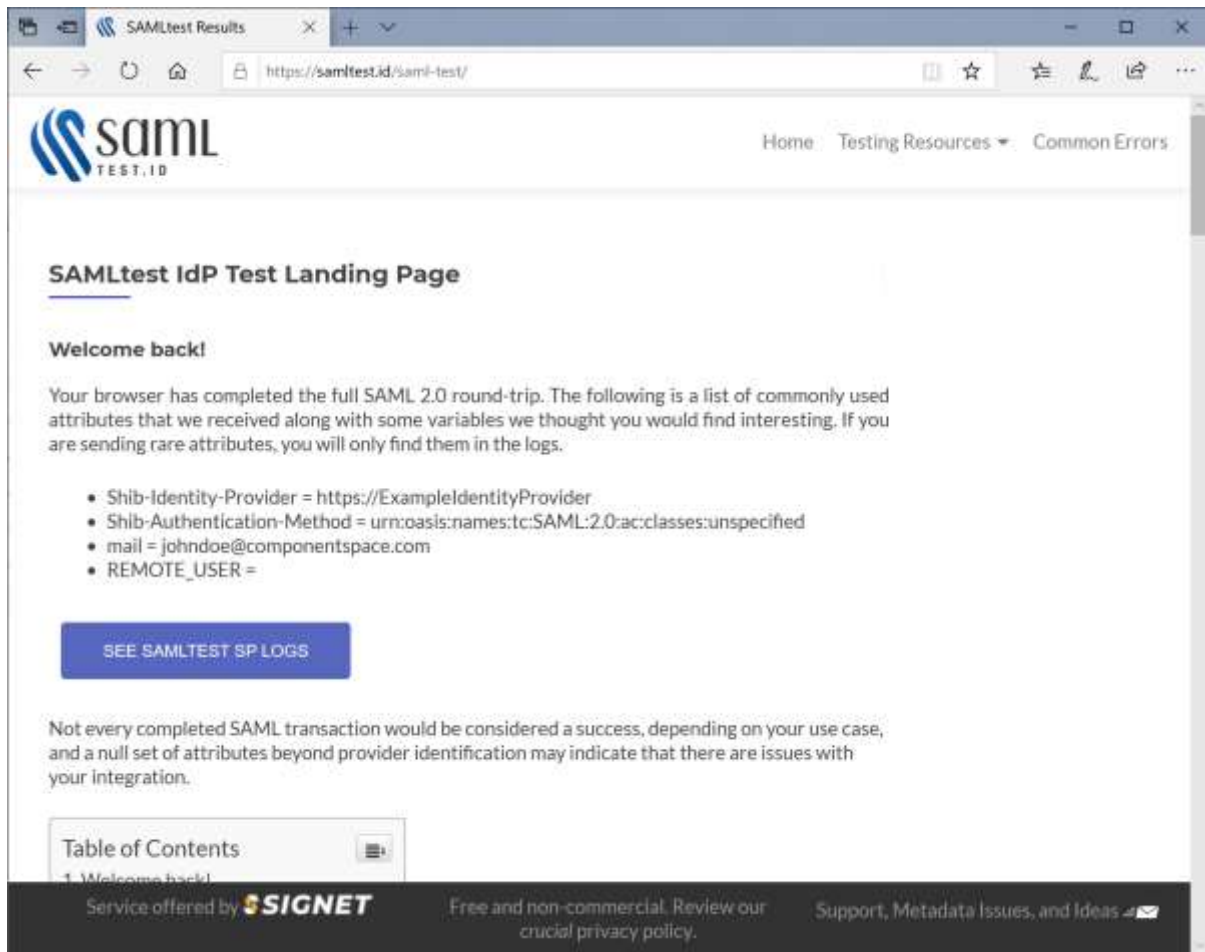 SAMLtest Results
https://samltest.id/saml-test/
saml
TEST.ID
Home Testing Resources Common Errors
SAMLtest IdP Test Landing Page
Welcome back!
Your browser has completed the full SAML 2.0 round-trip. The following is a list of commonly used
attributes that we received along with some variables we thought you would find interesting. If you
are sending rare attributes, you will only find them in the logs.
• Shib-Identity-Provider = https://ExampleIdentityProvider
• Shib-Authentication-Method = urn:oasis:names:tc:SAML:2.0:ac:classes:unspecified
• mail = johndoe@componentspace.com
• REMOTE_USER =
SEE SAMLTEST SP LOGS
Not every completed SAML transaction would be considered a success, depending on your use case,
and a null set of attributes beyond provider identification may indicate that there are issues with
your integration.
Table of Contents
1. Welcome back!
Service offered by SIGNET
Free and non-commercial. Review our
crucial privacy policy.
Support, Metadata Issues, and Ideas